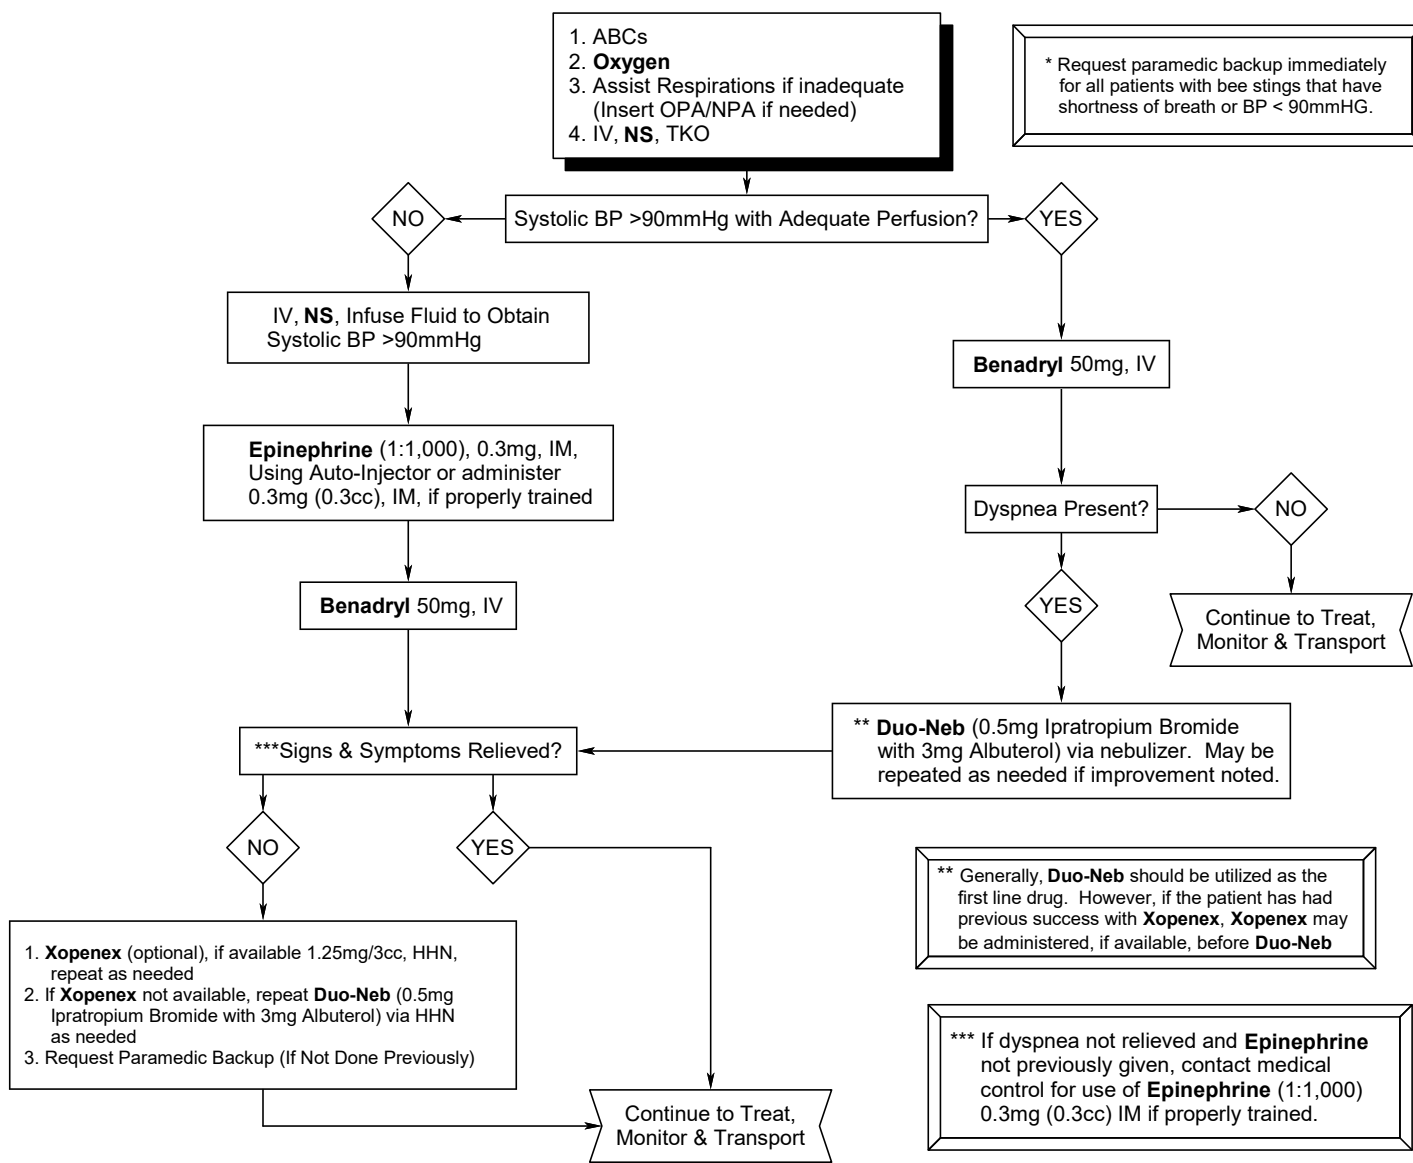 1. ABCs
2. Oxygen
3. Assist Respirations if inadequate
(Insert OPA/NPA if needed)
4. IV, NS, TKO
* Request paramedic backup immediately
for all patients with bee stings that have
shortness of breath or BP < 90mmHG.
NO
Systolic BP >90mmHg with Adequate Perfusion?
YES
IV, NS, Infuse Fluid to Obtain
Systolic BP >90mmHg
Benadryl 50mg, IV
Epinephrine (1:1,000), 0.3mg, IM,
Using Auto-Injector or administer
0.3mg (0.3cc), IM, if properly trained
Dyspnea Present?
NO
Benadryl 50mg, IV
YES
Continue to Treat,
Monitor & Transport
***Signs & Symptoms Relieved?
** Duo-Neb (0.5mg Ipratropium Bromide
with 3mg Albuterol) via nebulizer. May be
repeated as needed if improvement noted.
NO
YES
** Generally, Duo-Neb should be utilized as the
first line drug. However, if the patient has had
previous success with Xopenex, Xopenex may
be administered, if available, before Duo-Neb
1. Xopenex (optional), if available 1.25mg/3cc, HHN,
repeat as needed
2. If Xopenex not available, repeat Duo-Neb (0.5mg
Ipratropium Bromide with 3mg Albuterol) via HHN
as needed
3. Request Paramedic Backup (If Not Done Previously)
*** If dyspnea not relieved and Epinephrine
not previously given, contact medical
control for use of Epinephrine (1:1,000)
0.3mg (0.3cc) IM if properly trained.
Continue to Treat,
Monitor & Transport